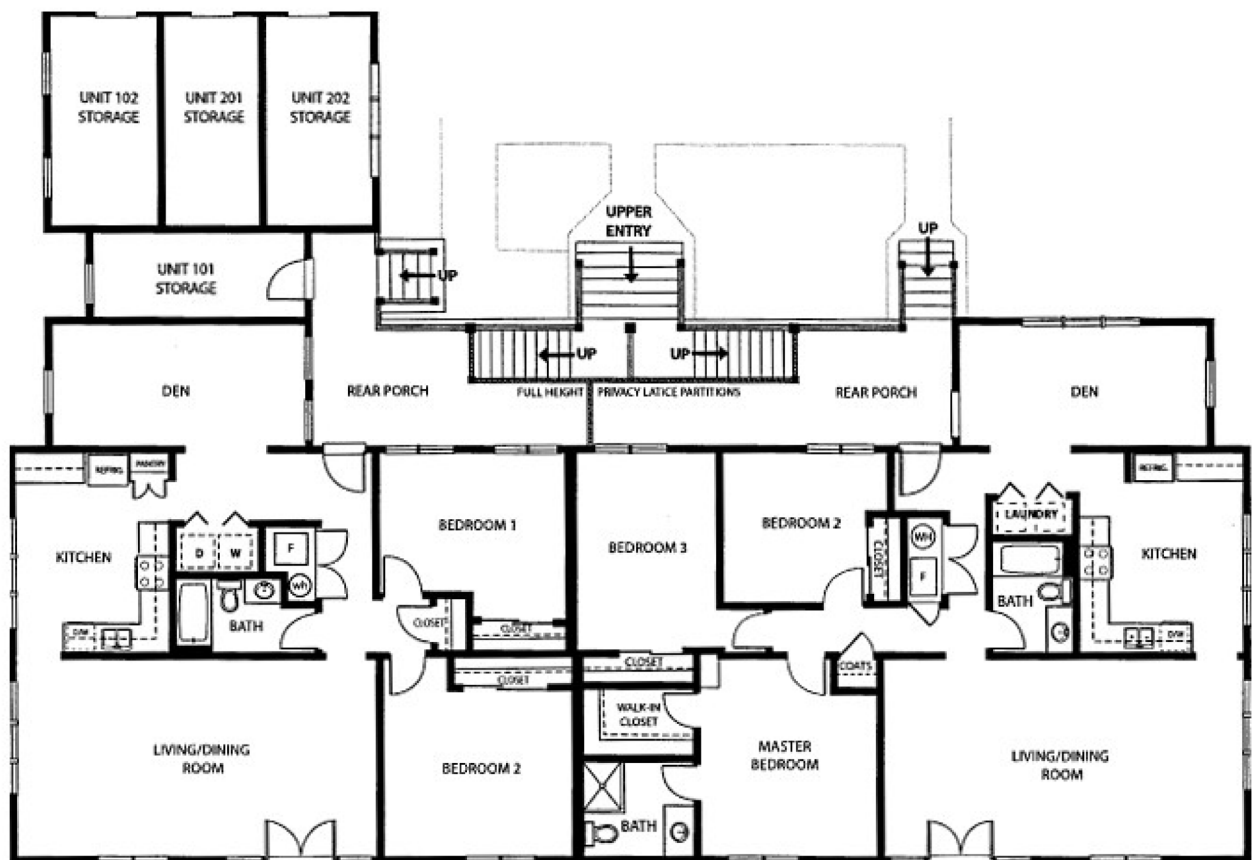 UNIT 102
STORAGE
UNIT 201
STORAGE
UNIT 202
STORAGE
UPPER
ENTRY
UP
UNIT 101
STORAGE
UP
UP
UP
DEN
REAR PORCH
FULL HEIGHT
PRIVACY LATICE PARTITIONS
REAR PORCH
DEN
REFRIG.
PANTRY
REFRIG.
KITCHEN
D
W
F
WH
BEDROOM 1
BEDROOM 3
BEDROOM 2
CLOSET
WH
F
LAUNDRY
KITCHEN
BATH
BATH
D/W
CLOSET
CLOSET
D/W
CLOSET
CLOSET
COATS
WALK-IN
CLOSET
LIVING/DINING
ROOM
BEDROOM 2
MASTER
BEDROOM
LIVING/DINING
ROOM
BATH